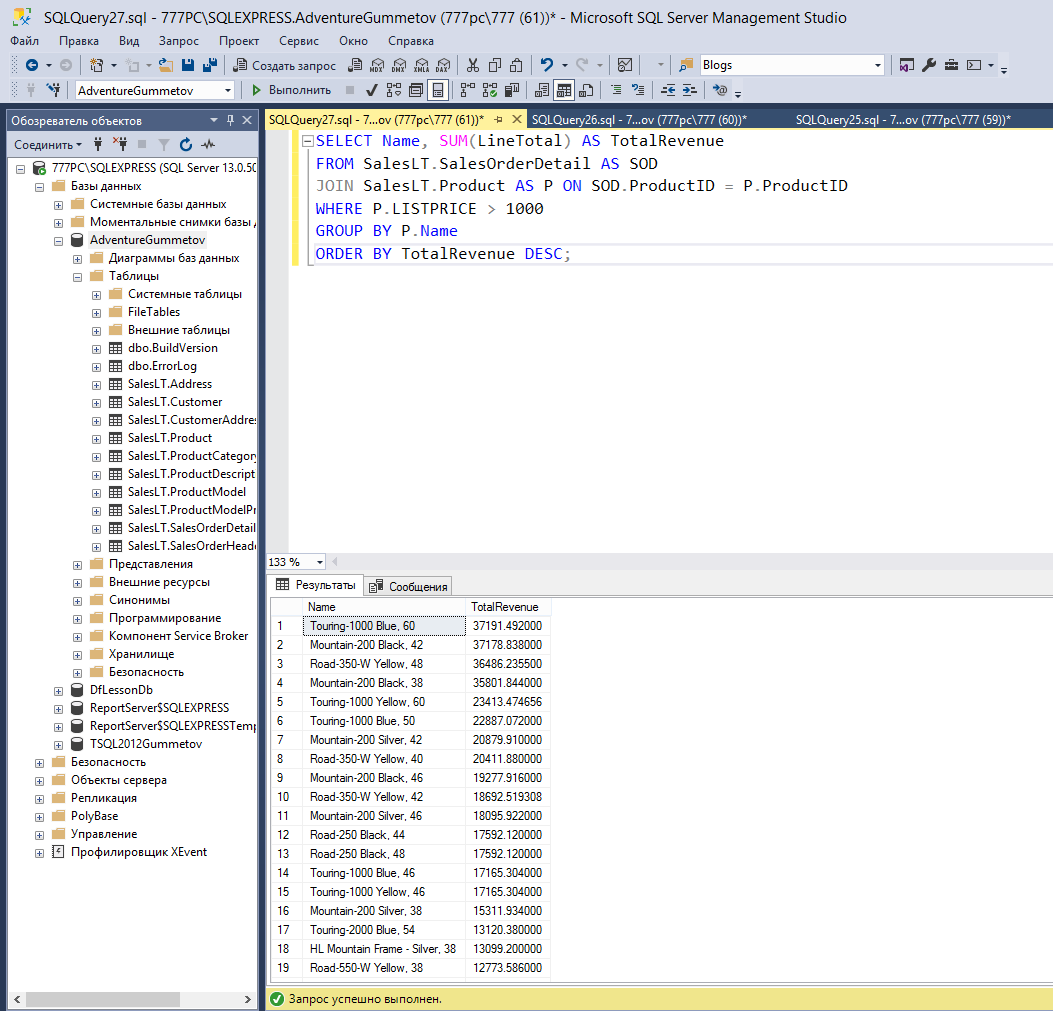 SQLQuery27.sql - 777PC\SQLEXPRESS.AdventureGummetov (777pc\777 (61))* - Microsoft SQL Server Management Studio
Файл Правка Вид Запрос Проект Сервис Окно Справка
Создать запрос MDX DMX XMLA DAX Blogs
AdventureGummetov Выполнить
Обозреватель объектов
Соединить
777PC\SQLEXPRESS (SQL Server 13.0.50
Базы данных
Системные базы данных
Моментальные снимки базы
AdventureGummetov
Диаграммы баз данных
Таблицы
Системные таблицы
FileTables
Внешние таблицы
dbo.BuildVersion
dbo.ErrorLog
SalesLT.Address
SalesLT.Customer
SalesLT.CustomerAddre
SalesLT.Product
SalesLT.ProductCategory
SalesLT.ProductDescript
SalesLT.ProductModel
SalesLT.ProductModelPr
SalesLT.SalesOrderDetail
SalesLT.SalesOrderHeade
Представления
Внешние ресурсы
Синонимы
Программирование
Компонент Service Broker
Хранилище
Безопасность
DfLessonDb
ReportServer$SQLEXPRESS
ReportServer$SQLEXPRESSTemp
TSQL2012Gummetov
Безопасность
Объекты сервера
Репликация
PolyBase
Управление
Профилировщик XEvent
SQLQuery27.sql - 7...ov (777pc\777 (61))* SQLQuery26.sql - 7...ov (777pc\777 (60))* SQLQuery25.sql - 7...ov (777pc\777 (59))*
SELECT Name, SUM(LineTotal) AS TotalRevenue
FROM SalesLT.SalesOrderDetail AS SOD
JOIN SalesLT.Product AS P ON SOD.ProductID = P.ProductID
WHERE P.LISTPRICE > 1000
GROUP BY P.Name
ORDER BY TotalRevenue DESC;
133 %
Результаты Сообщения
Name TotalRevenue
1 Touring-1000 Blue, 60 37191.492000
2 Mountain-200 Black, 42 37178.838000
3 Road-350-W Yellow, 48 36486.235500
4 Mountain-200 Black, 38 35801.844000
5 Touring-1000 Yellow, 60 23413.474656
6 Touring-1000 Blue, 50 22887.072000
7 Mountain-200 Silver, 42 20879.910000
8 Road-350-W Yellow, 40 20411.880000
9 Mountain-200 Black, 46 19277.916000
10 Road-350-W Yellow, 42 18692.519308
11 Mountain-200 Silver, 46 18095.922000
12 Road-250 Black, 44 17592.120000
13 Road-250 Black, 48 17592.120000
14 Touring-1000 Blue, 46 17165.304000
15 Touring-1000 Yellow, 46 17165.304000
16 Mountain-200 Silver, 38 15311.934000
17 Touring-2000 Blue, 54 13120.380000
18 HL Mountain Frame - Silver, 38 13099.200000
19 Road-550-W Yellow, 38 12773.586000
Запрос успешно выполнен.